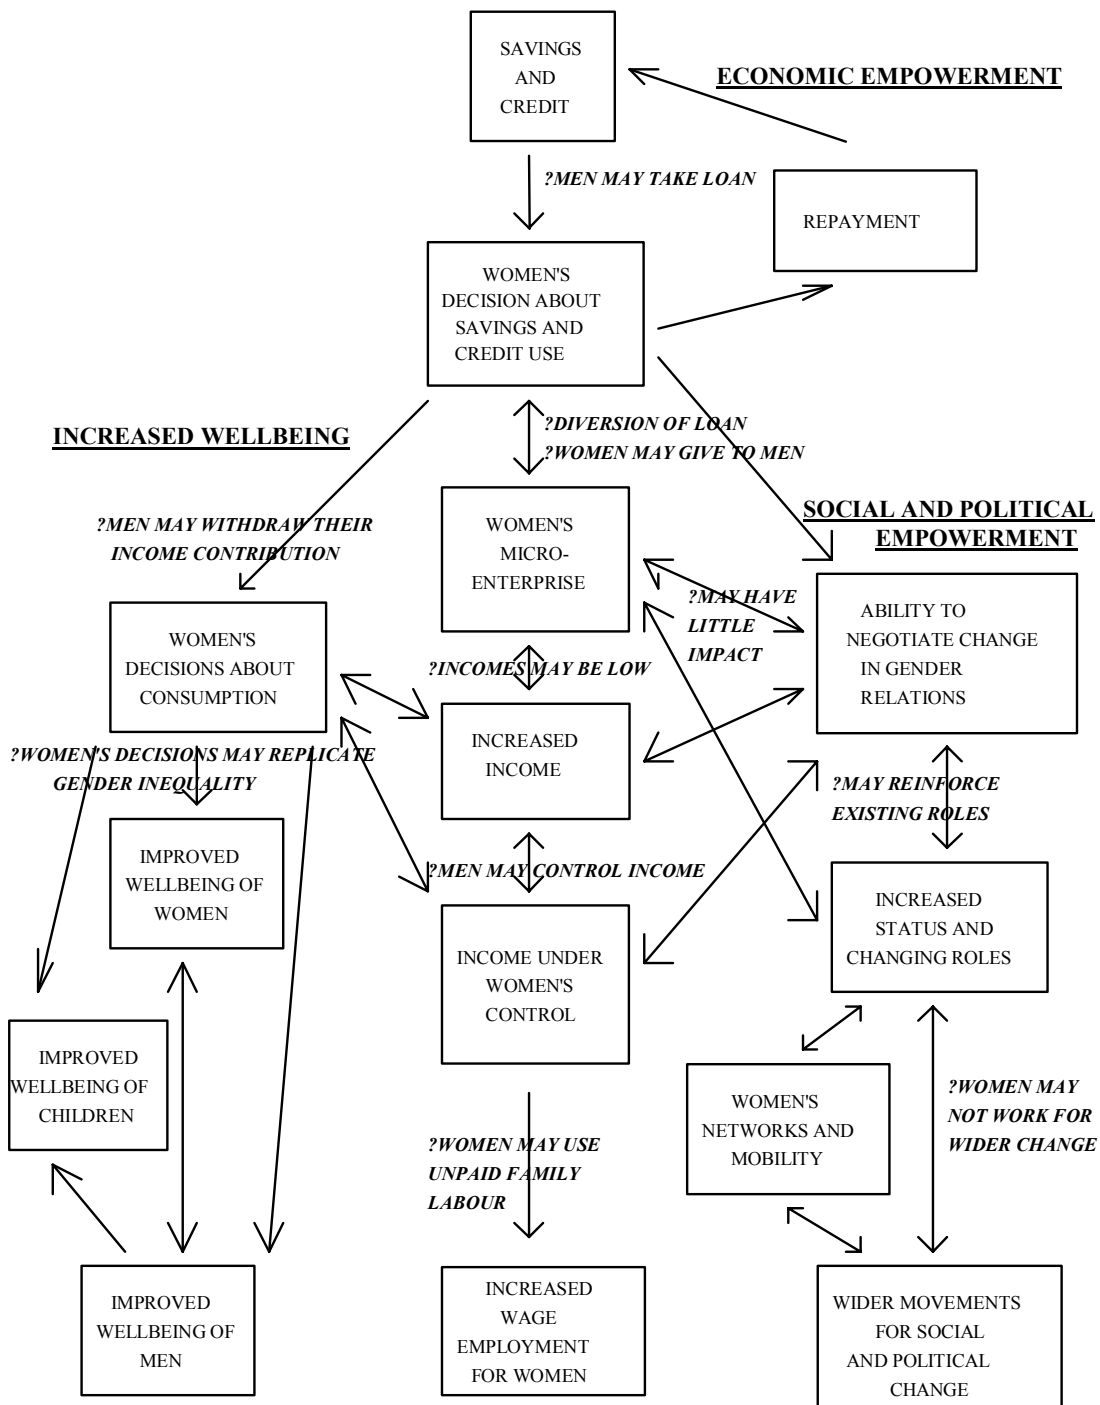 SAVINGS
AND
CREDIT
ECONOMIC EMPOWERMENT
?MEN MAY TAKE LOAN
REPAYMENT
WOMEN'S
DECISION ABOUT
SAVINGS AND
CREDIT USE
INCREASED WELLBEING
?DIVERSION OF LOAN
?WOMEN MAY GIVE TO MEN
?MEN MAY WITHDRAW THEIR
INCOME CONTRIBUTION
WOMEN'S
MICRO-
ENTERPRISE
SOCIAL AND POLITICAL
EMPOWERMENT
?MAY HAVE
LITTLE
IMPACT
ABILITY TO
NEGOTIATE CHANGE
IN GENDER
RELATIONS
WOMEN'S
DECISIONS ABOUT
CONSUMPTION
?INCOMES MAY BE LOW
?WOMEN'S DECISIONS MAY REPLICATE
GENDER INEQUALITY
INCREASED
INCOME
?MAY REINFORCE
EXISTING ROLES
IMPROVED
WELLBEING OF
WOMEN
?MEN MAY CONTROL INCOME
INCREASED
STATUS AND
CHANGING ROLES
INCOME UNDER
WOMEN'S
CONTROL
IMPROVED
WELLBEING OF
CHILDREN
WOMEN'S
NETWORKS AND
MOBILITY
?WOMEN MAY
NOT WORK FOR
WIDER CHANGE
?WOMEN MAY USE
UNPAID FAMILY
LABOUR
IMPROVED
WELLBEING OF
MEN
INCREASED
WAGE
EMPLOYMENT
FOR WOMEN
WIDER MOVEMENTS
FOR SOCIAL
AND POLITICAL
CHANGE